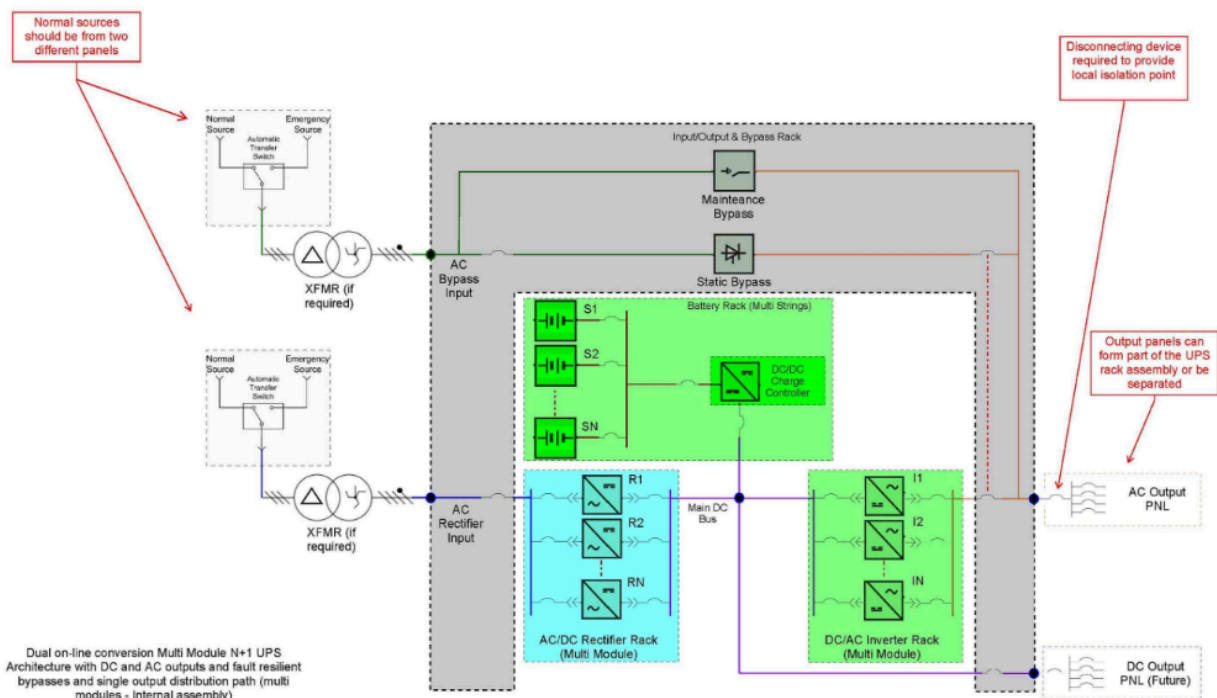 Normal sources
should be from two
different panels
Disconnecting device
required to provide
local isolation point
Normal
Source
Emergency
Source
Automatic
Transfer
Switch
Input/Output & Bypass Rack
Mainteance
Bypass
XFMR (if
required)
AC
Bypass
Input
Static Bypass
Battery Rack (Multi Strings)
S1
S2
SN
DC/DC
Charge
Controller
Output panels can
form part of the UPS
rack assembly or be
separated
Normal
Source
Emergency
Source
Automatic
Transfer
Switch
XFMR (if
required)
AC
Rectifier
Input
R1
R2
RN
Main DC
Bus
I1
I2
IN
AC Output
PNL
AC/DC Rectifier Rack
(Multi Module)
DC/AC Inverter Rack
(Multi Module)
DC Output
PNL (Future)
Dual on-line conversion Multi Module N+1 UPS
Architecture with DC and AC outputs and fault resilient
bypasses and single output distribution path (multi
modules - Internal assembly)